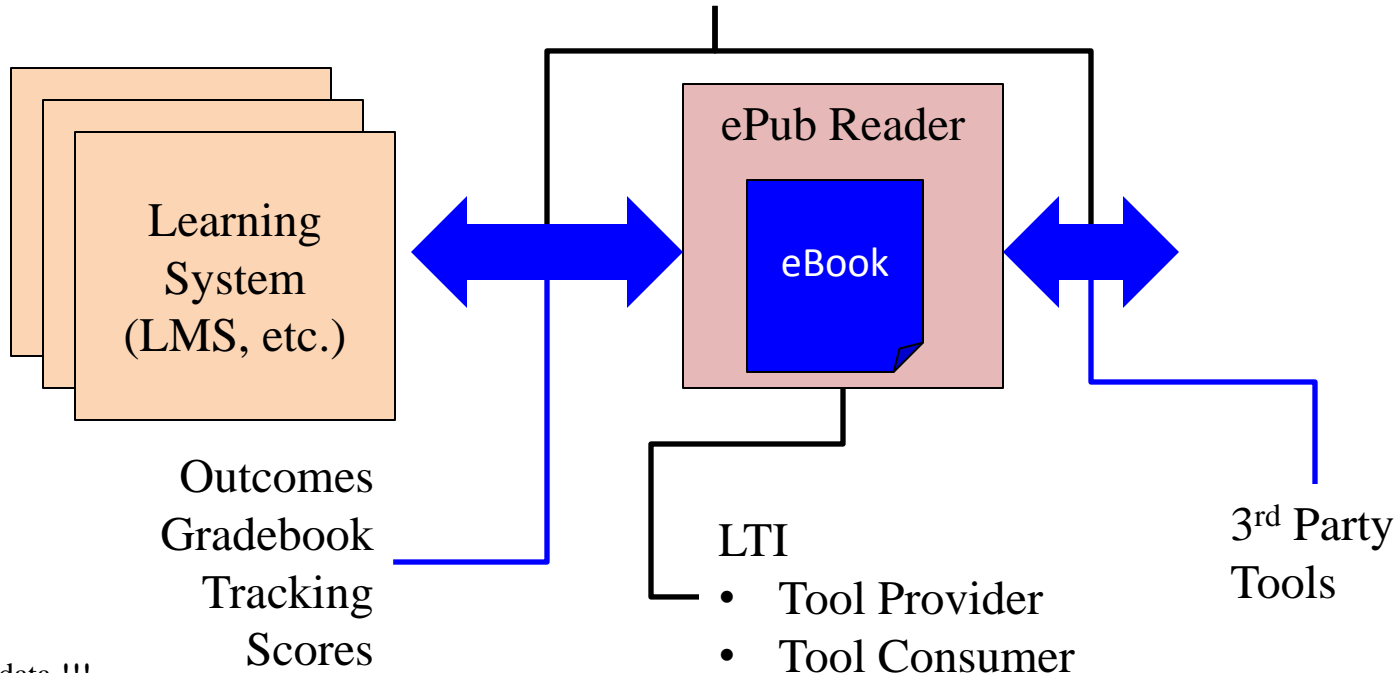 ePub Reader
Learning
System
(LMS, etc.)
eBook
Outcomes
Gradebook
Tracking
Scores
LTI
• Tool Provider
• Tool Consumer
3rd Party
Tools
!!!